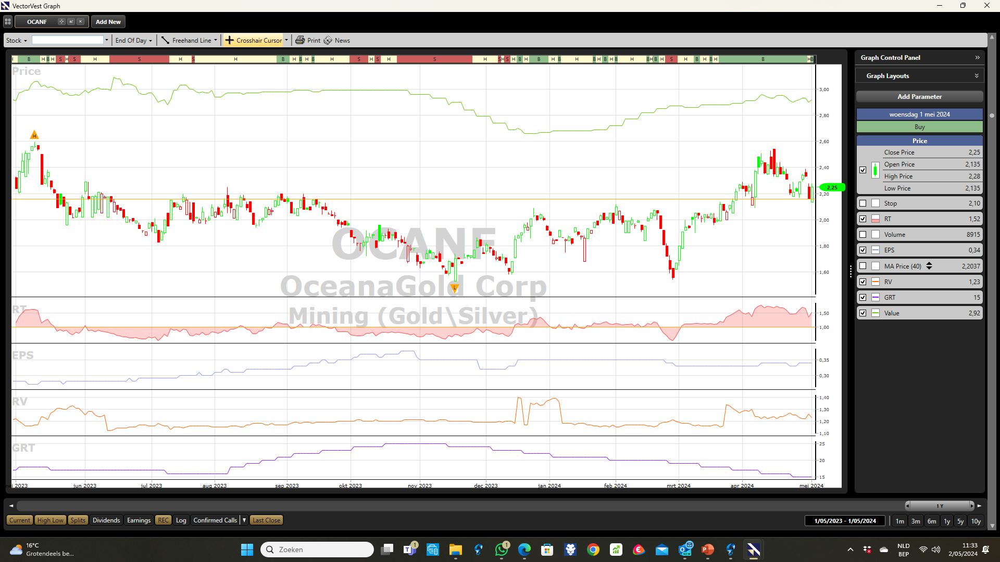 VectorVest Graph
OCANF
Add New
Stock
End Of Day
Freehand Line
Crosshair Cursor
Print
News
H B H B H S H S H S H S H B H B H B H S H S H S H S H S H B H B H B H B H B H B H B H B H S H B H B H B H B
Price
OCANF
OceanaGold Corp
Mining (Gold\Silver)
H
L
3,00
2,80
2,60
2,40
2,25
2,20
2,00
1,80
1,60
RT
1,50
1,00
EPS
0,35
0,30
RV
1,40
1,30
1,20
1,10
GRT
25
20
15
mei 2023 jun 2023 jul 2023 aug 2023 sep 2023 okt 2023 nov 2023 dec 2023 jan 2024 feb 2024 mrt 2024 apr 2024 mei 2024
Graph Control Panel
Graph Layouts
Add Parameter
woensdag 1 mei 2024
Buy
Price
Close Price 2,25
Open Price 2,135
High Price 2,28
Low Price 2,135
Stop 2,10
RT 1,52
Volume 8915
EPS 0,34
MA Price (40) 2,2037
RV 1,23
GRT 15
Value 2,92
1 Y
Current High Low Splits Dividends Earnings REC Log Confirmed Calls Last Close
1/05/2023 - 1/05/2024
1m 3m 6m 1y 5y 10y
16°C
Grotendeels be...
Zoeken
1
1
NEW
NLD
BEP
11:33
2/05/2024